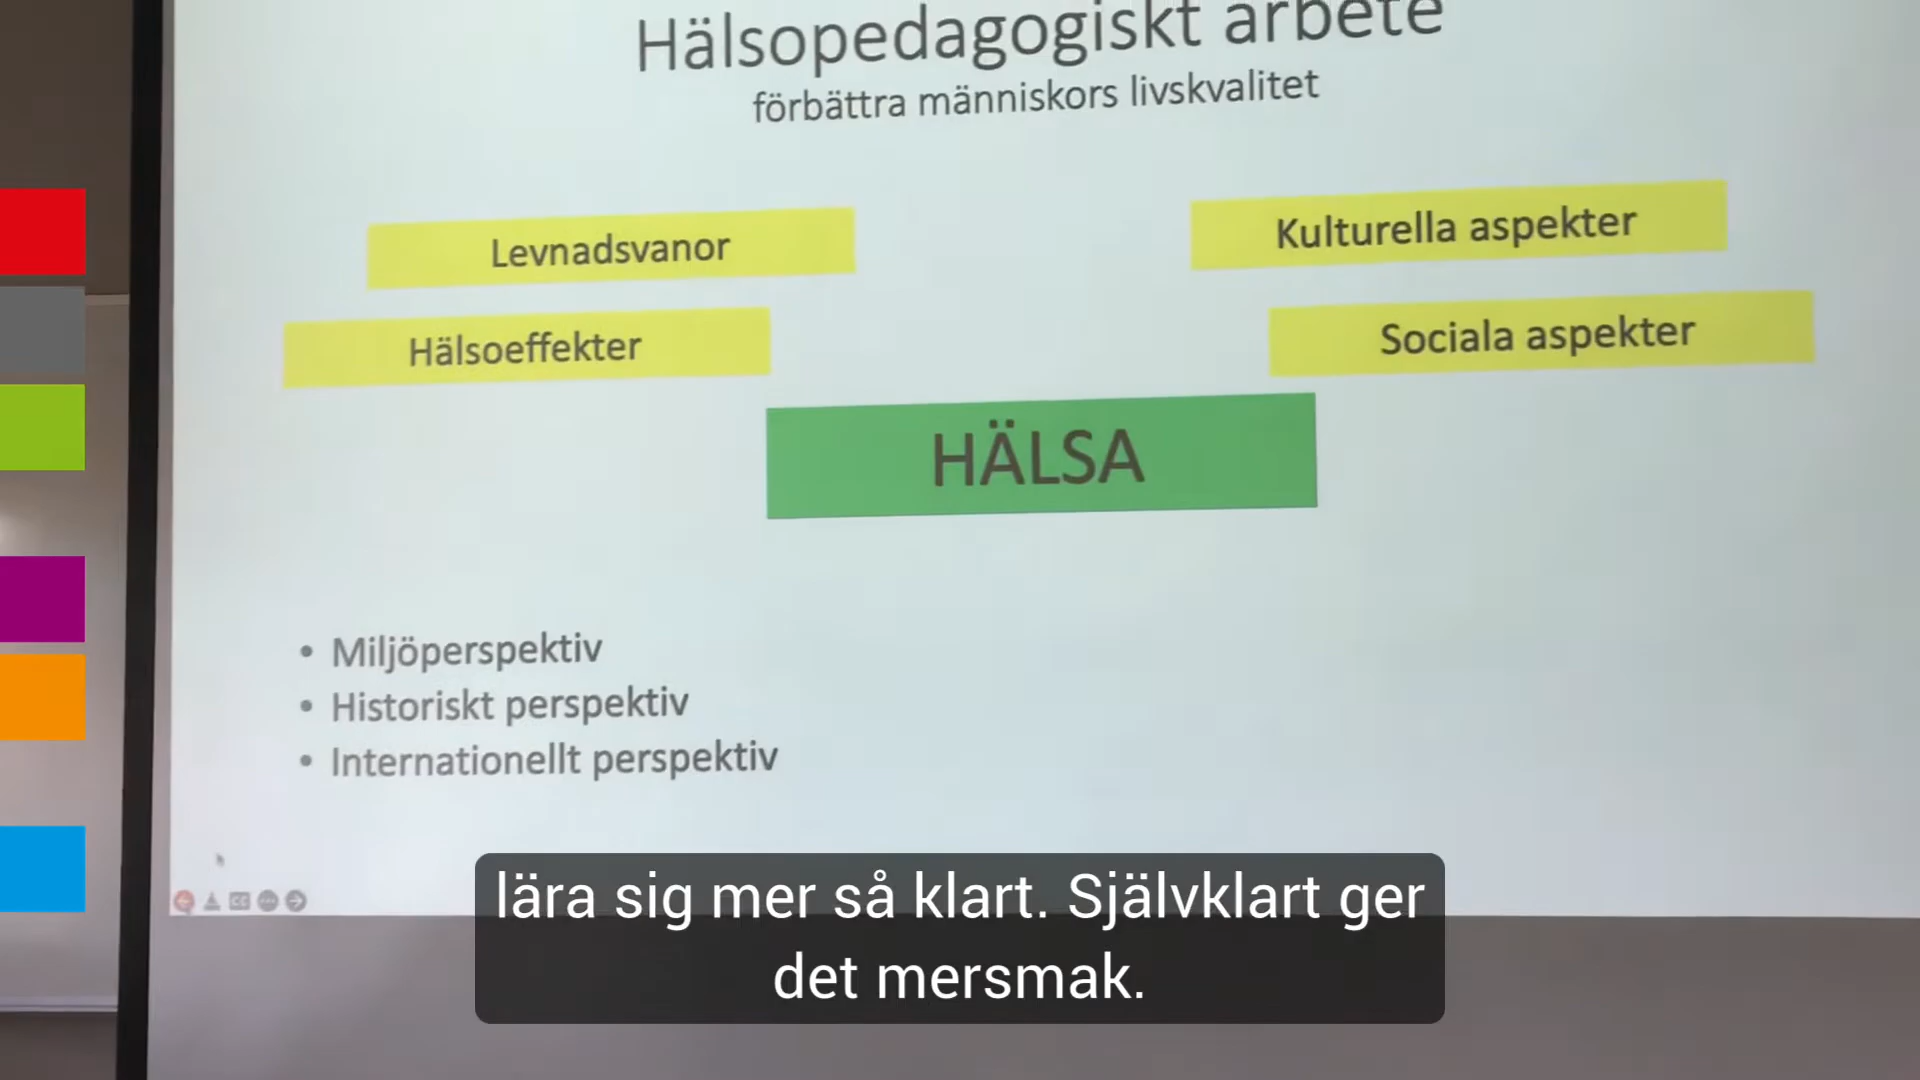 Hälsopedagogiskt arbete
förbättra människors livskvalitet
Levnadsvanor
Kulturella aspekter
Hälsoeffekter
Sociala aspekter
HÄLSA
• Miljöperspektiv
• Historiskt perspektiv
• Internationellt perspektiv
lära sig mer så klart. Självklart ger
det mersmak.